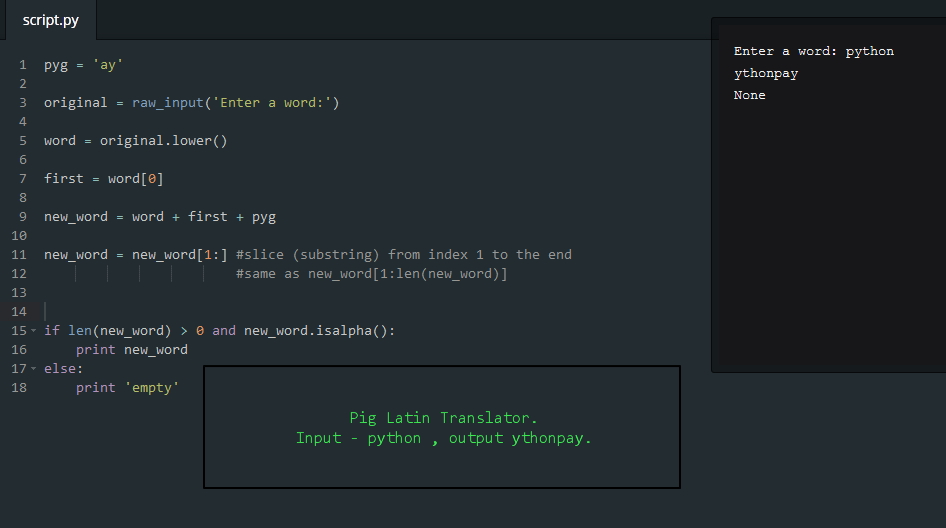 script.py
1 pyg = 'ay'
2
3 original = raw_input('Enter a word:')
4
5 word = original.lower()
6
7 first = word[0]
8
9 new_word = word + first + pyg
10
11 new_word = new_word[1:] #slice (substring) from index 1 to the end
12 #same as new_word[1:len(new_word)]
13
14
15 if len(new_word) > 0 and new_word.isalpha():
16     print new_word
17 else:
18     print 'empty'
Enter a word: python
ythonpay
None
Pig Latin Translator.
Input - python , output ythonpay.